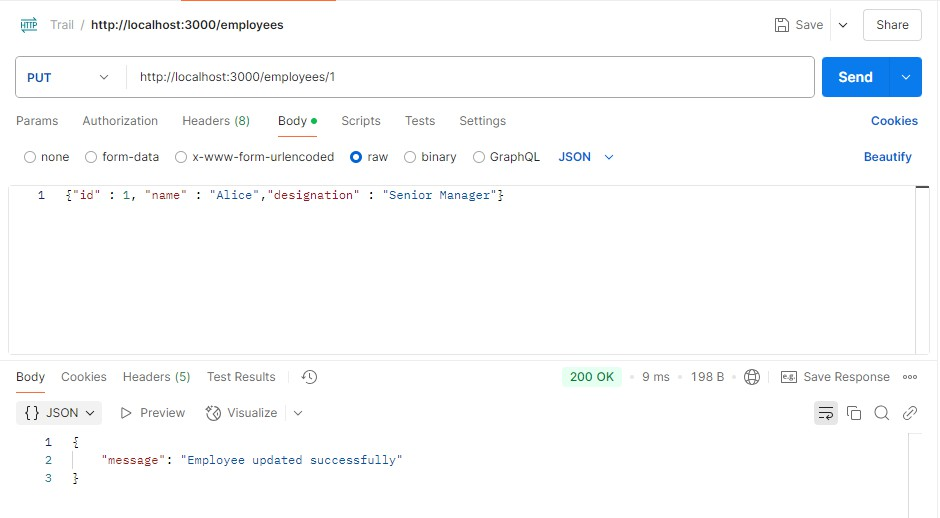 HTTP Trail / http://localhost:3000/employees Save Share
PUT http://localhost:3000/employees/1 Send
Params Authorization Headers (8) Body Scripts Tests Settings Cookies
none form-data x-www-form-urlencoded raw binary GraphQL JSON Beautify
1 {"id" : 1, "name" : "Alice","designation" : "Senior Manager"}
Body Cookies Headers (5) Test Results 200 OK 9 ms 198 B e.g. Save Response
{} JSON Preview Visualize
1 {
2 "message": "Employee updated successfully"
3 }